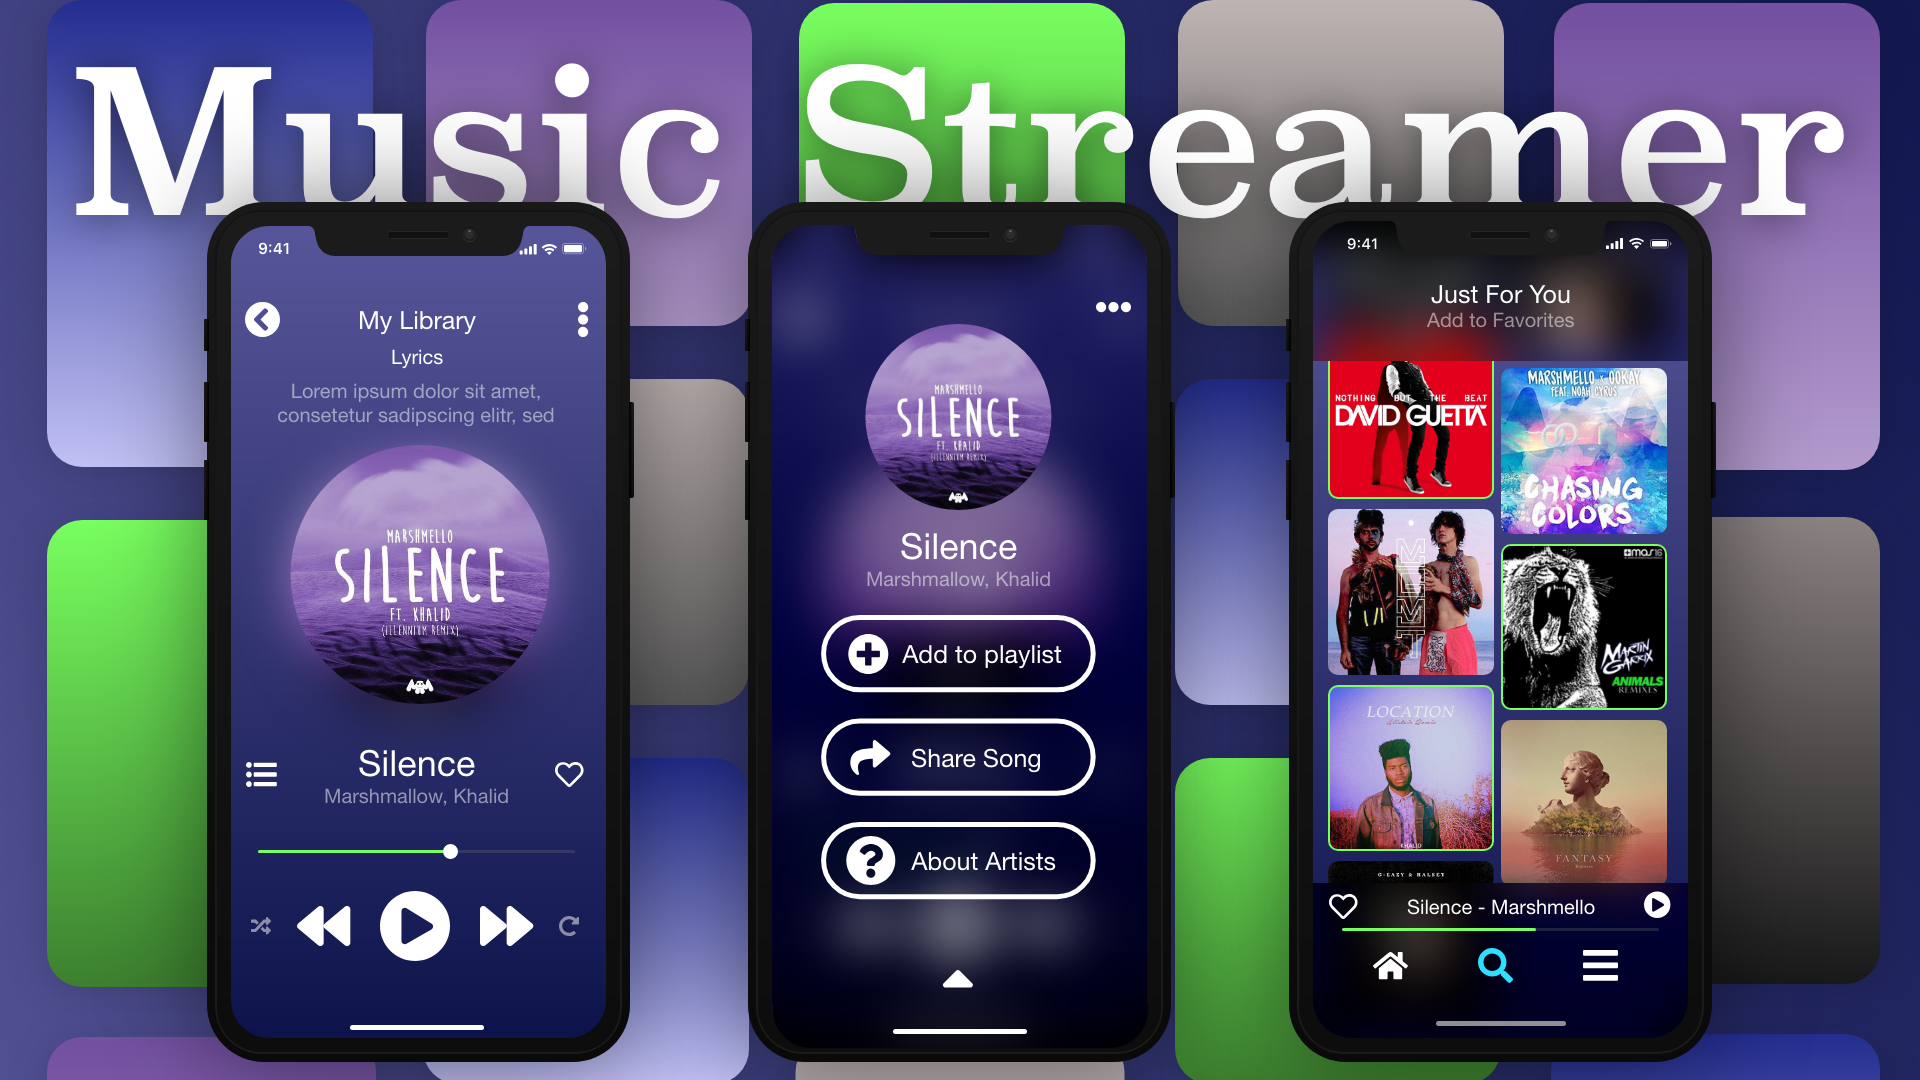 Music Streamer
9:41
My Library
Lyrics
Lorem ipsum dolor sit amet,
consetetur sadipscing elitr, sed
MARSHMELLO
SILENCE
FT. KHALID
(ILLENIUM REMIX)
Silence
Marshmallow, Khalid
MARSHMELLO
SILENCE
FT. KHALID
(ILLENIUM REMIX)
Silence
Marshmallow, Khalid
Add to playlist
Share Song
About Artists
9:41
Just For You
Add to Favorites
NOTHING BUT THE BEAT
DAVID GUETTA
MARSHMELLO x OOKAY
FEAT. NOAH CYRUS
CHASING
COLORS
MGMT
mas16
MARTIN
GARRIX
ANIMALS
REMIXES
LOCATION
KHALID
FANTASY
G-EAZY & HALSEY
Silence - Marshmello